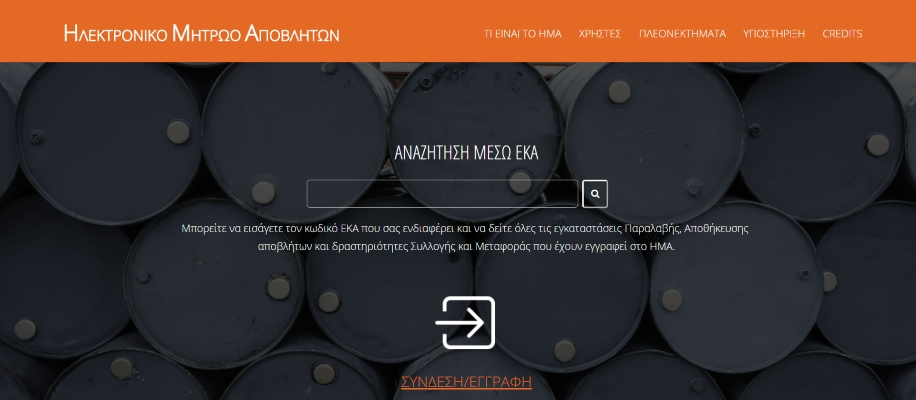 Ηλεκτρονικο Μητρωο Αποβλητων
ΤΙ ΕΙΝΑΙ ΤΟ ΗΜΑ ΧΡΗΣΤΕΣ ΠΛΕΟΝΕΚΤΗΜΑΤΑ ΥΠΟΣΤΗΡΙΞΗ CREDITS
ΑΝΑΖΗΤΗΣΗ ΜΕΣΩ ΕΚΑ
Μπορείτε να εισάγετε τον κωδικό ΕΚΑ που σας ενδιαφέρει και να δείτε όλες τις εγκαταστάσεις Παραλαβής, Αποθήκευσης
αποβλήτων και δραστηριότητες Συλλογής και Μεταφοράς που έχουν εγγραφεί στο ΗΜΑ.
ΣΥΝΔΕΣΗ/ΕΓΓΡΑΦΗ